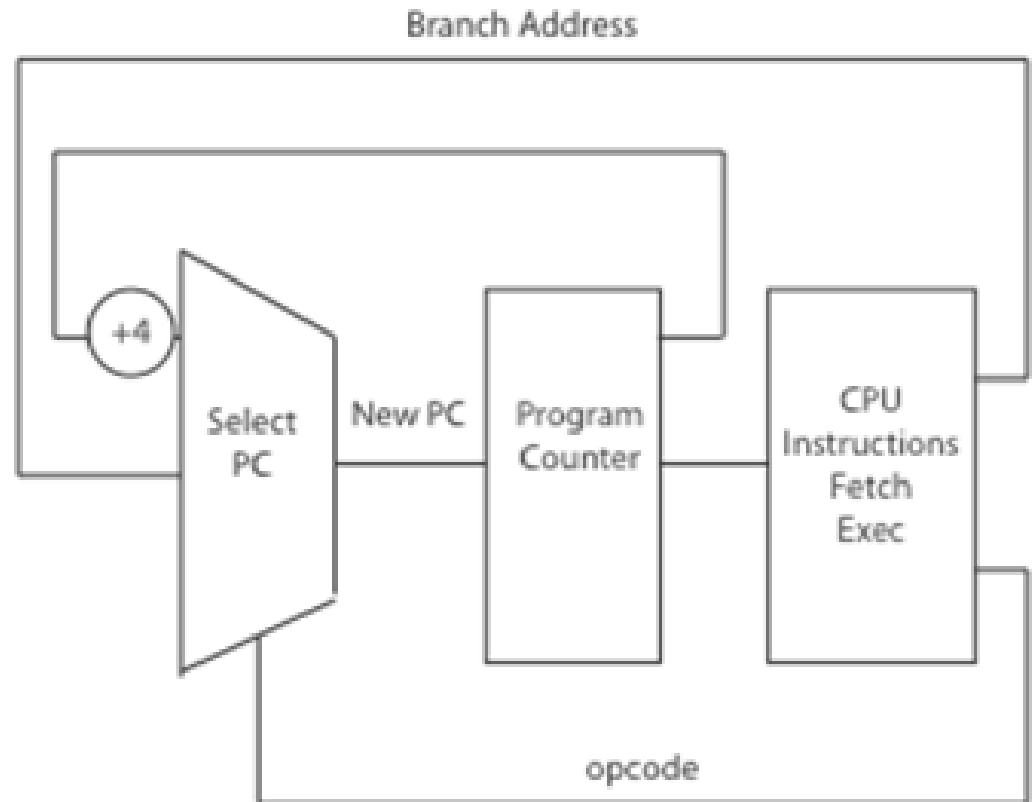 Branch Address
+4
Select
PC
New PC
Program
Counter
CPU
Instructions
Fetch
Exec
opcode